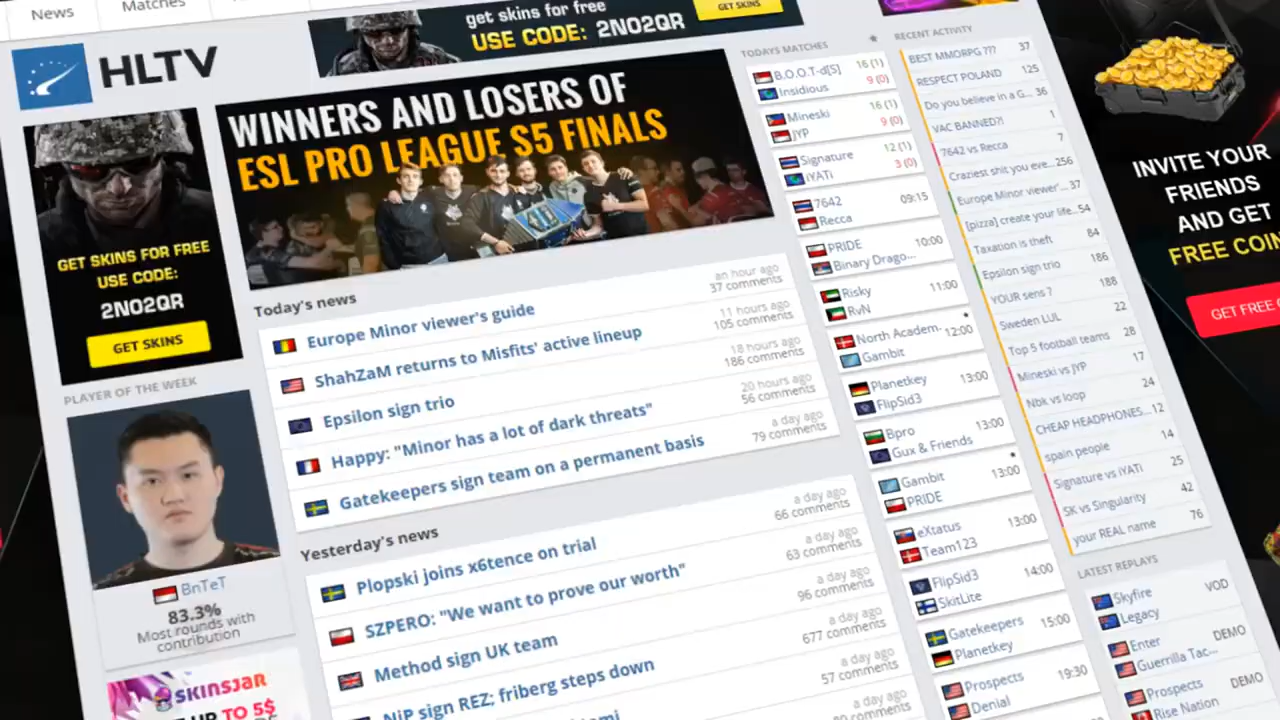 News
Matches
HLTV
get skins for free
USE CODE: 2NO2QR
GET SKINS
GET SKINS FOR FREE
USE CODE:
2NO2QR
GET SKINS
PLAYER OF THE WEEK
BnTeT
83.3%
Most rounds with
contribution
SKINSJAR
UP TO 5$
WINNERS AND LOSERS OF
ESL PRO LEAGUE S5 FINALS
Today's news
Europe Minor viewer's guide
an hour ago
37 comments
ShahZaM returns to Misfits' active lineup
11 hours ago
105 comments
Epsilon sign trio
18 hours ago
186 comments
Happy: "Minor has a lot of dark threats"
20 hours ago
56 comments
Gatekeepers sign team on a permanent basis
a day ago
79 comments
Yesterday's news
Plopski joins x6tence on trial
a day ago
66 comments
SZPERO: "We want to prove our worth"
a day ago
63 comments
Method sign UK team
a day ago
96 comments
NiP sign REZ; friberg steps down
a day ago
677 comments
a day ago
57 comments
a day ago
TODAYS MATCHES
B.O.O.T-d[S] 16 (1)
Insidious 9 (0)
Mineski 16 (1)
JYP 9 (0)
Signature 12 (1)
iYATi 3 (0)
7642
Recca
09:15
PRIDE
Binary Drago...
10:00
Risky
RvN
11:00
North Academ..
Gambit
12:00
Planetkey
FlipSid3
13:00
Bpro
Gux & Friends
13:00
Gambit
PRIDE
13:00
eXtatus
Team123
13:00
FlipSid3
SkitLite
14:00
Gatekeepers
Planetkey
15:00
Prospects
Denial
19:30
RECENT ACTIVITY
BEST MMORPG ??? 37
RESPECT POLAND 125
Do you believe in a G... 36
VAC BANNED?! 1
7642 vs Recca 7
Craziest shit you eve... 256
Europe Minor viewer'... 37
[pizza] create your life... 54
Taxation is theft 84
Epsilon sign trio 186
YOUR sens ? 188
Sweden LUL 22
Top 5 football teams 28
Mineski vs JYP 17
Nbk vs loop 24
CHEAP HEADPHONES... 12
spain people 14
Signature vs iYATi 25
SK vs Singularity 42
your REAL name 76
LATEST REPLAYS
Skyfire
Legacy
VOD
Enter
Guerrilla Tac...
DEMO
Prospects
Rise Nation
DEMO
INVITE YOUR
FRIENDS
AND GET
FREE COIN
GET FREE